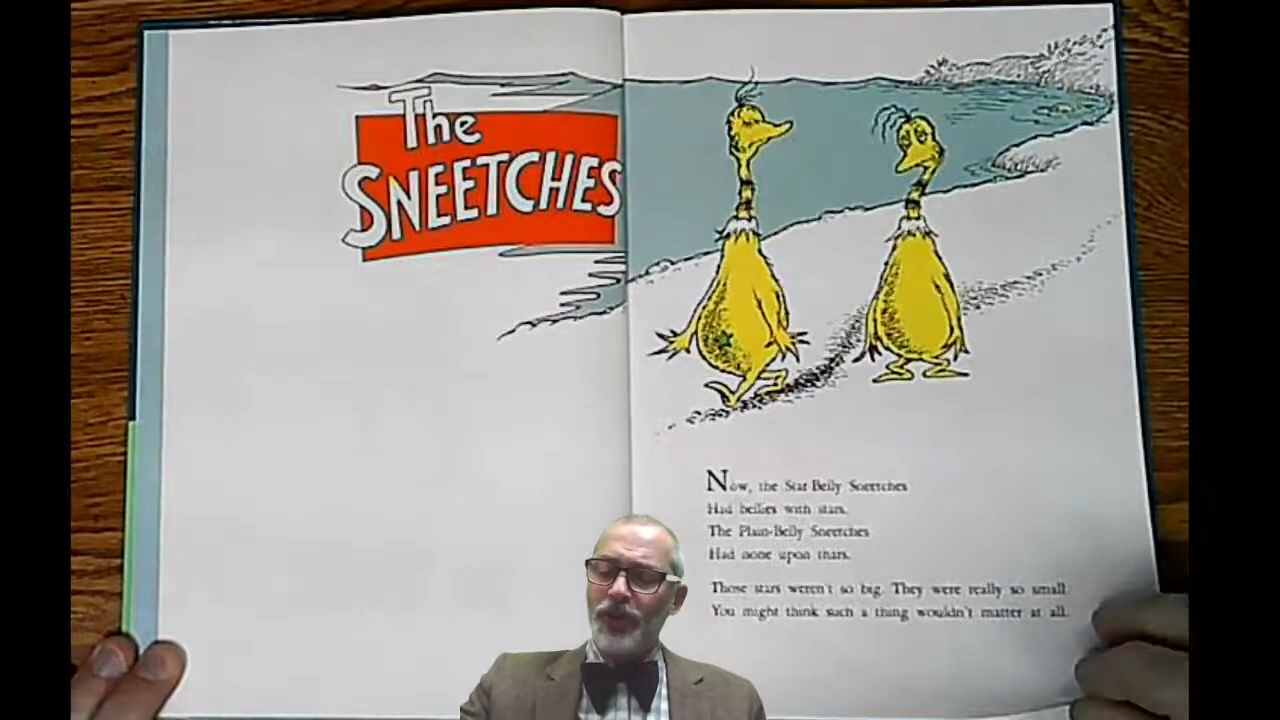 The
SNEETCHES
Now, the Star-Belly Sneetches
Had bellies with stars.
The Plain-Belly Sneetches
Had none upon thars.
Those stars weren't so big. They were really so small
You might think such a thing wouldn't matter at all.